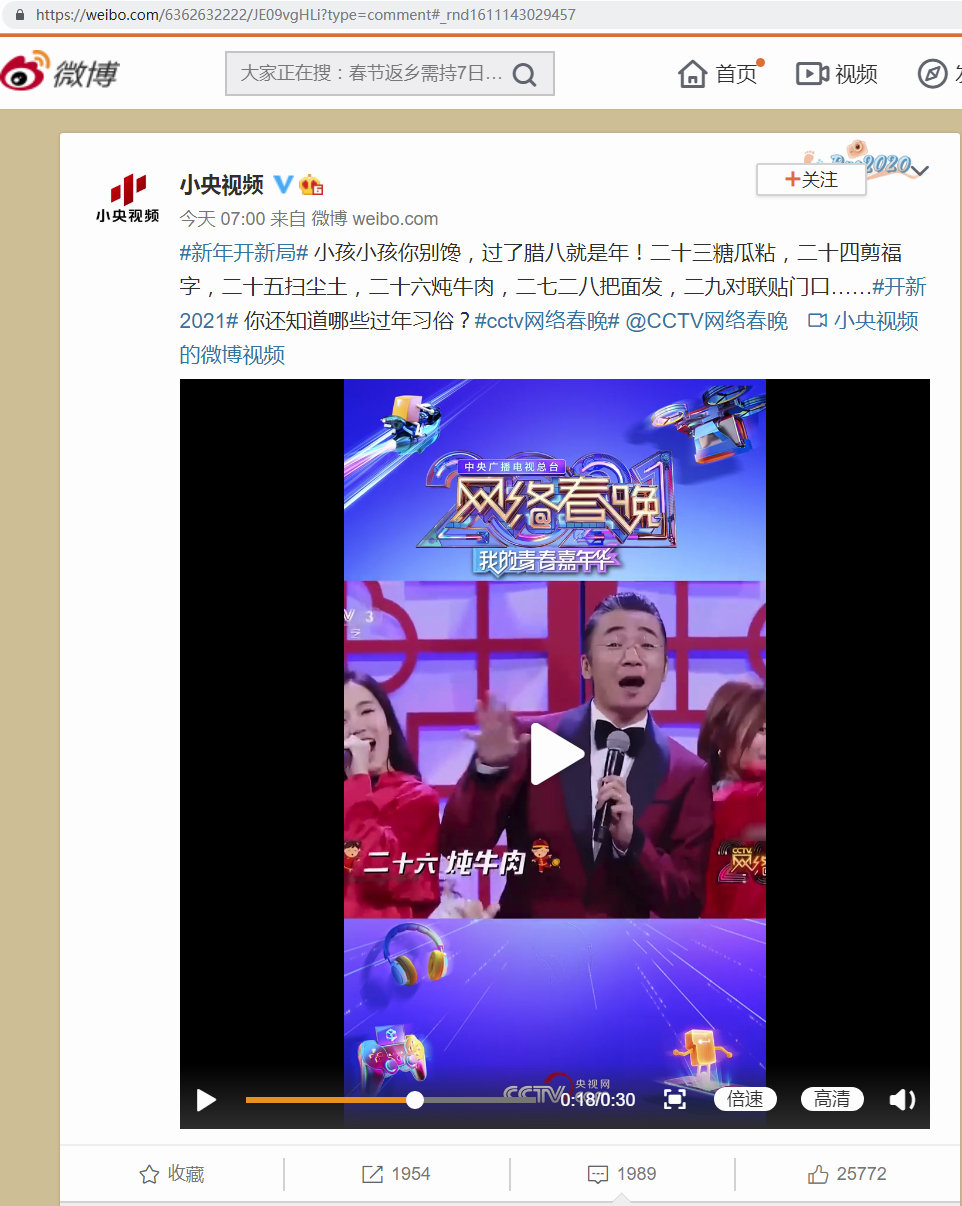 https://weibo.com/6362632222/JE09vgHLi?type=comment#_rnd1611143029457
微博
大家正在搜：春节返乡需持7日...
首页
视频
小央视频
小央视频
2020
+关注
今天 07:00 来自 微博 weibo.com
#新年开新局# 小孩小孩你别馋，过了腊八就是年！二十三糖瓜粘，二十四剪福
字，二十五扫尘土，二十六炖牛肉，二七二八把面发，二九对联贴门口……#开新
2021# 你还知道哪些过年习俗？#cctv网络春晚# @CCTV网络春晚 小央视频
的微博视频
2021
中央广播电视总台
网络春晚
我的青春嘉年华
V 3
二十六 炖牛肉
CCTV
网络
CCTV 央视网
0:18/0:30
倍速
高清
收藏
1954
1989
25772